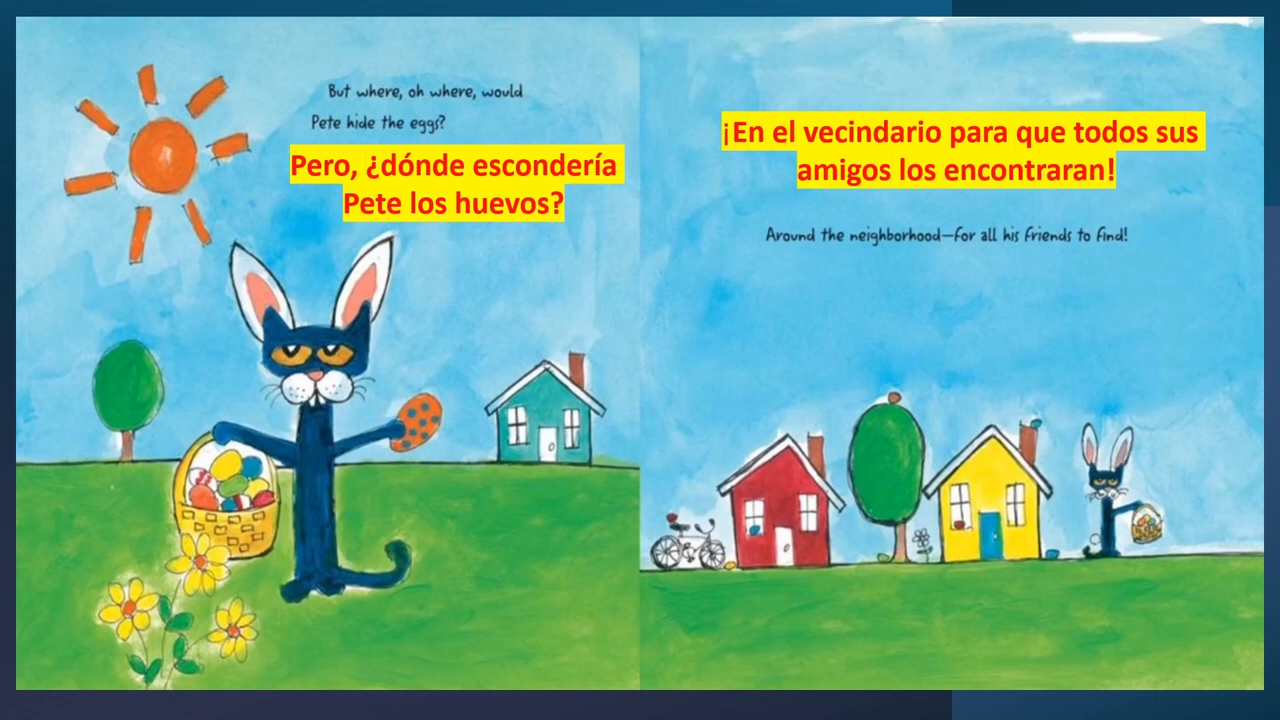 But where, oh where, would
Pete hide the eggs?
Pero, ¿dónde escondería
Pete los huevos?
¡En el vecindario para que todos sus
amigos los encontraran!
Around the neighborhood—for all his friends to find!